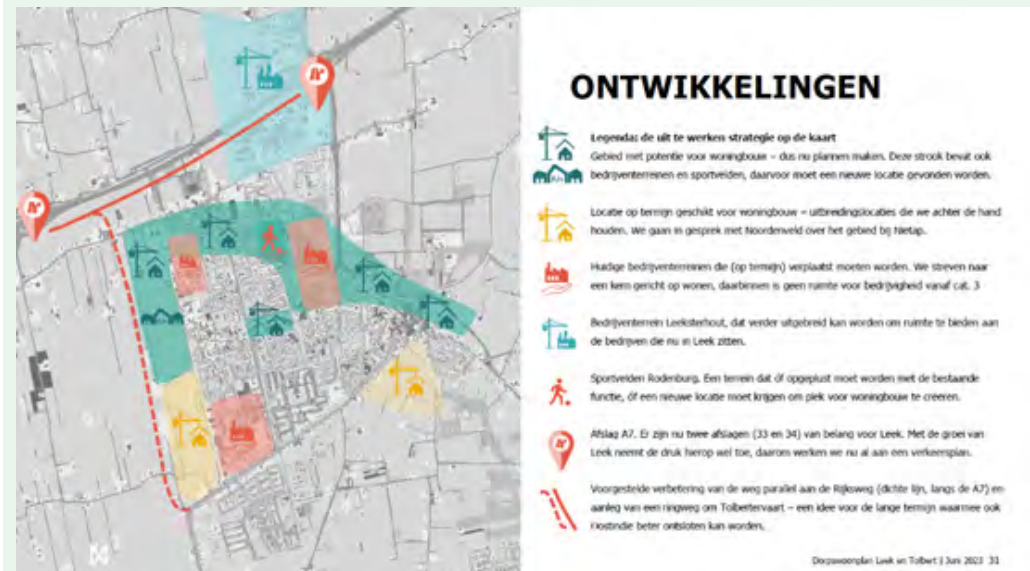 ONTWIKKELINGEN
Legenda: de uit te werken strategie op de kaart
Gebied met potentie voor woningbouw – dus nu plannen maken. Deze strook bevat ook
bedrijventerreinen en sportvelden, daarvoor moet een nieuwe locatie gevonden worden.
Locatie op termijn geschikt voor woningbouw – uitbreidingslocaties die we achter de hand
houden. We gaan in gesprek met Noordenveld over het gebied bij Nietap.
Huidige bedrijventerreinen die (op termijn) verplaatst moeten worden. We streven naar
een kern gericht op wonen, daarbinnen is geen ruimte voor bedrijvigheid vanaf cat. 3
Bedrijventerrein Leeksterhout, dat verder uitgebreid kan worden om ruimte te bieden aan
de bedrijven die nu in Leek zitten.
Sportvelden Rodenburg. Een terrein dat óf opgeplust moet worden met de bestaande
functie, óf een nieuwe locatie moet krijgen om plek voor woningbouw te creëren.
Afslag A7. Er zijn nu twee afslagen (33 en 34) van belang voor Leek. Met de groei van
Leek neemt de druk hierop wel toe, daarom werken we nu al aan een verkeersplan.
Voorgestelde verbetering van de weg parallel aan de Rijksweg (dichte lijn, langs de A7) en
aanleg van een ringweg om Tolbertervaart – een idee voor de lange termijn waarmee ook
Oostindie beter ontsloten kan worden.
Dorpswoonplan Leek en Tolbert | Juni 2023 31